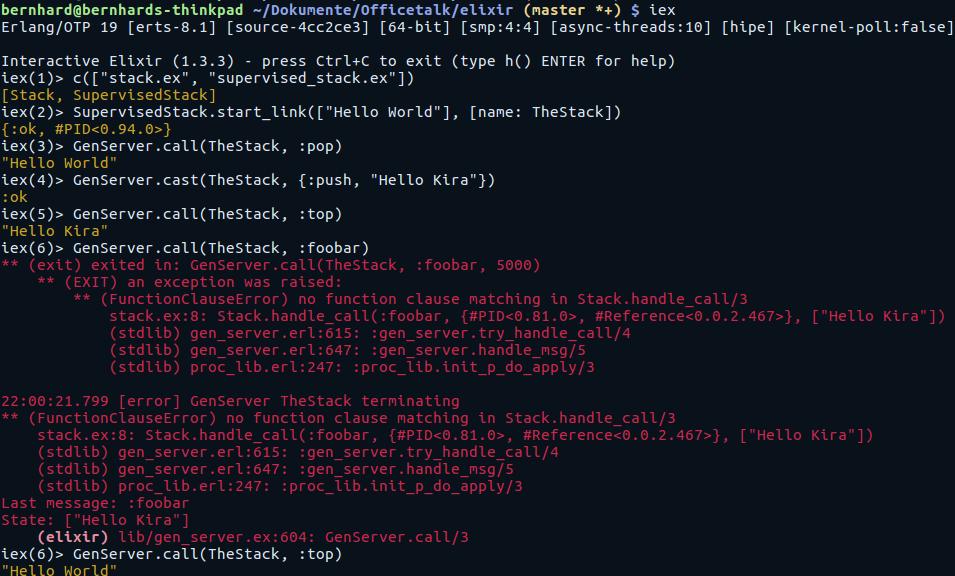 bernhard@bernhards-thinkpad ~/Dokumente/Officetalk/elixir (master *+) $ iex
Erlang/OTP 19 [erts-8.1] [source-4cc2ce3] [64-bit] [smp:4:4] [async-threads:10] [hipe] [kernel-poll:false]

Interactive Elixir (1.3.3) - press Ctrl+C to exit (type h() ENTER for help)
iex(1)> c(["stack.ex", "supervised_stack.ex"])
[Stack, SupervisedStack]
iex(2)> SupervisedStack.start_link(["Hello World"], [name: TheStack])
{:ok, #PID<0.94.0>}
iex(3)> GenServer.call(TheStack, :pop)
"Hello World"
iex(4)> GenServer.cast(TheStack, {:push, "Hello Kira"})
:ok
iex(5)> GenServer.call(TheStack, :top)
"Hello Kira"
iex(6)> GenServer.call(TheStack, :foobar)
** (exit) exited in: GenServer.call(TheStack, :foobar, 5000)
    ** (EXIT) an exception was raised:
        ** (FunctionClauseError) no function clause matching in Stack.handle_call/3
            stack.ex:8: Stack.handle_call(:foobar, {#PID<0.81.0>, #Reference<0.0.2.467>}, ["Hello Kira"])
            (stdlib) gen_server.erl:615: :gen_server.try_handle_call/4
            (stdlib) gen_server.erl:647: :gen_server.handle_msg/5
            (stdlib) proc_lib.erl:247: :proc_lib.init_p_do_apply/3

22:00:21.799 [error] GenServer TheStack terminating
** (FunctionClauseError) no function clause matching in Stack.handle_call/3
    stack.ex:8: Stack.handle_call(:foobar, {#PID<0.81.0>, #Reference<0.0.2.467>}, ["Hello Kira"])
    (stdlib) gen_server.erl:615: :gen_server.try_handle_call/4
    (stdlib) gen_server.erl:647: :gen_server.handle_msg/5
    (stdlib) proc_lib.erl:247: :proc_lib.init_p_do_apply/3
Last message: :foobar
State: ["Hello Kira"]
    (elixir) lib/gen_server.ex:604: GenServer.call/3
iex(6)> GenServer.call(TheStack, :top)
"Hello World"